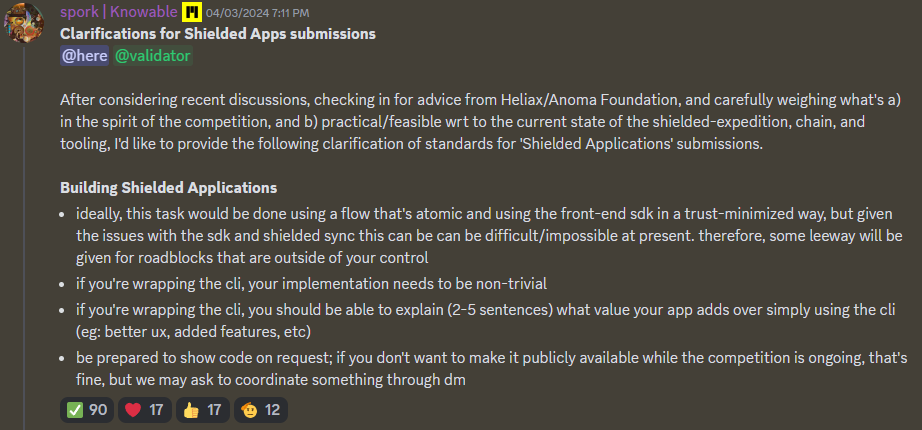 spork | Knowable 04/03/2024 7:11 PM
Clarifications for Shielded Apps submissions
@here @validator
After considering recent discussions, checking in for advice from Heliax/Anoma Foundation, and carefully weighing what's a)
in the spirit of the competition, and b) practical/feasible wrt to the current state of the shielded-expedition, chain, and
tooling, I'd like to provide the following clarification of standards for 'Shielded Applications' submissions.
Building Shielded Applications
• ideally, this task would be done using a flow that's atomic and using the front-end sdk in a trust-minimized way, but given
the issues with the sdk and shielded sync this can be can be difficult/impossible at present. therefore, some leeway will be
given for roadblocks that are outside of your control
• if you're wrapping the cli, your implementation needs to be non-trivial
• if you're wrapping the cli, you should be able to explain (2-5 sentences) what value your app adds over simply using the cli
(eg: better ux, added features, etc)
• be prepared to show code on request; if you don't want to make it publicly available while the competition is ongoing, that's
fine, but we may ask to coordinate something through dm
90 17 17 12